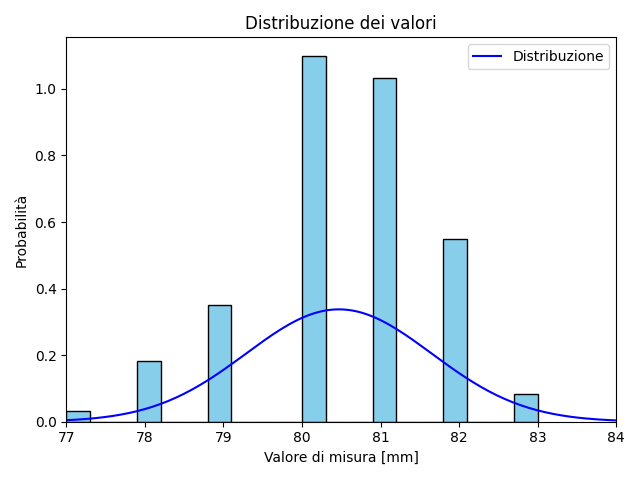 Distribuzione dei valori
Distribuzione
Probabilità
1.0
0.8
0.6
0.4
0.2
0.0
77 78 79 80 81 82 83 84
Valore di misura [mm]